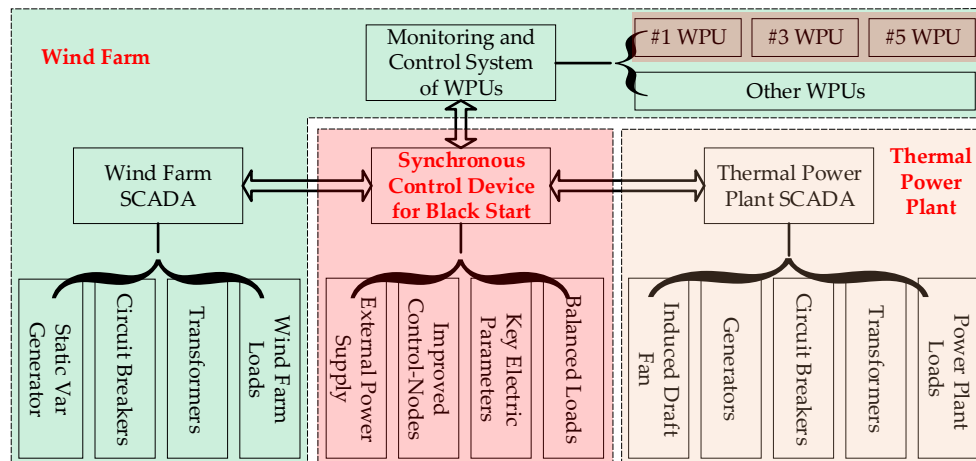 Wind Farm
Monitoring and
Control System
of WPUs
#1 WPU
#3 WPU
#5 WPU
Other WPUs
Wind Farm
SCADA
Synchronous
Control Device
for Black Start
Thermal Power
Plant SCADA
Thermal
Power
Plant
Static Var
Generator
Circuit Breakers
Transformers
Wind Farm
Loads
External Power
Supply
Improved
Control-Nodes
Key Electric
Parameters
Balanced Loads
Induced Draft
Fan
Generators
Circuit Breakers
Transformers
Power Plant
Loads